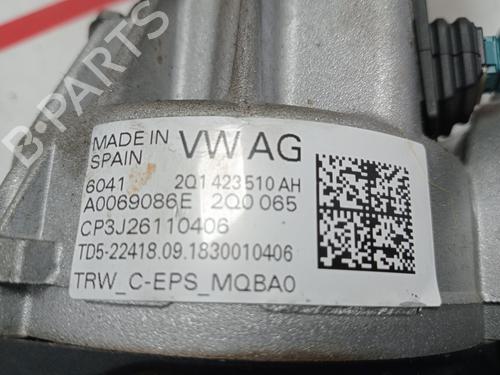 MADE IN
SPAIN
VW AG
6041 2Q1 423 510 AH
A0069086E 2Q0 065
CP3J26110406
TD5-22418.09.1830010406
TRW_C-EPS_MQBA0
B-PARTS